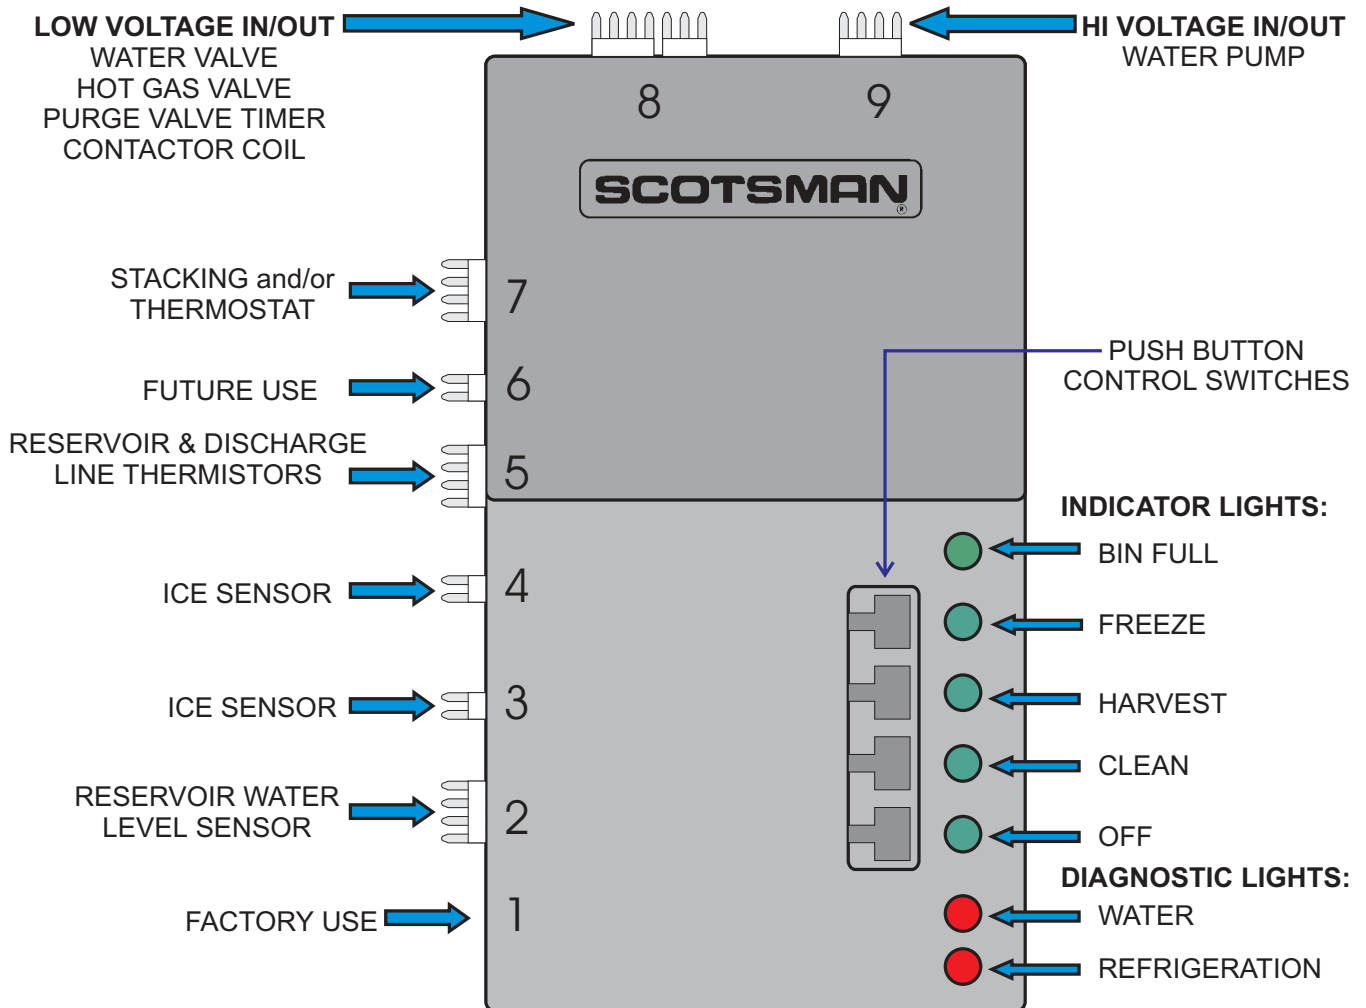 LOW VOLTAGE IN/OUT
WATER VALVE
HOT GAS VALVE
PURGE VALVE TIMER
CONTACTOR COIL
HI VOLTAGE IN/OUT
WATER PUMP
8
9
SCOTSMAN®
STACKING and/or
THERMOSTAT
7
FUTURE USE
6
RESERVOIR & DISCHARGE
LINE THERMISTORS
5
ICE SENSOR
4
ICE SENSOR
3
RESERVOIR WATER
LEVEL SENSOR
2
FACTORY USE
1
PUSH BUTTON
CONTROL SWITCHES
INDICATOR LIGHTS:
BIN FULL
FREEZE
HARVEST
CLEAN
OFF
DIAGNOSTIC LIGHTS:
WATER
REFRIGERATION